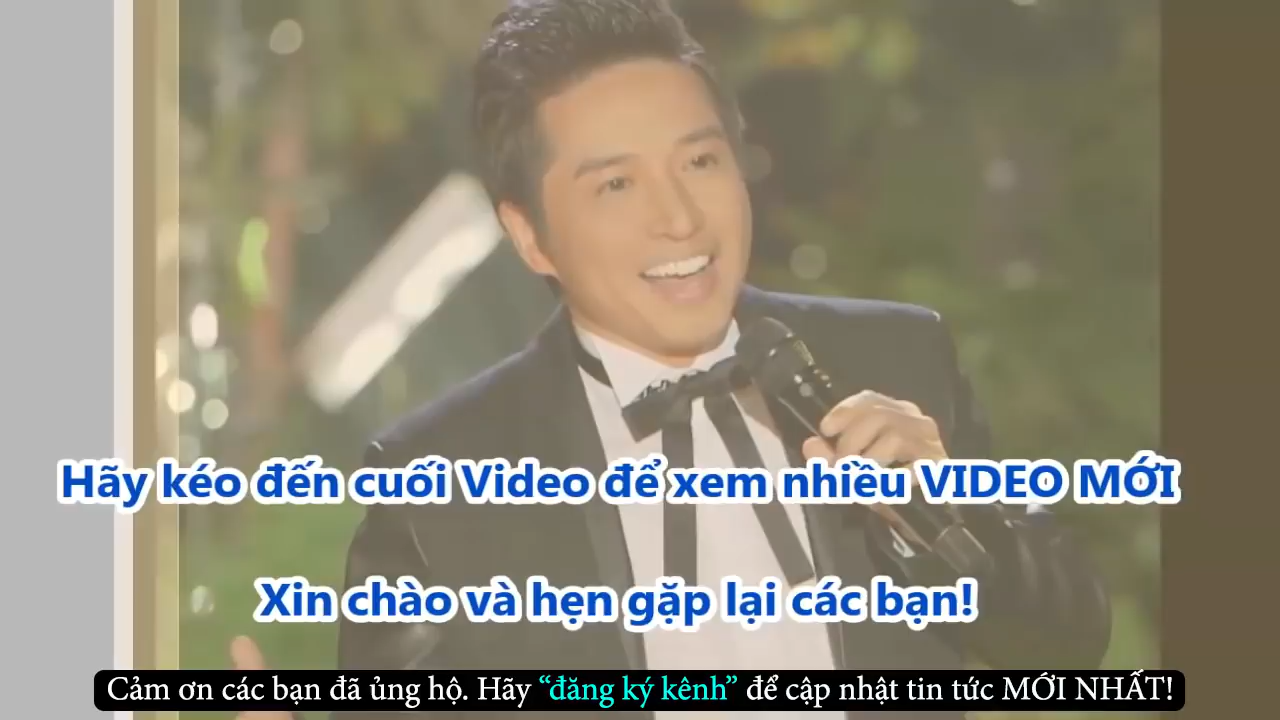 Hãy kéo đến cuối Video để xem nhiều VIDEO MỚI
Xin chào và hẹn gặp lại các bạn!
Cảm ơn các bạn đã ủng hộ. Hãy “đăng ký kênh” để cập nhật tin tức MỚI NHẤT!